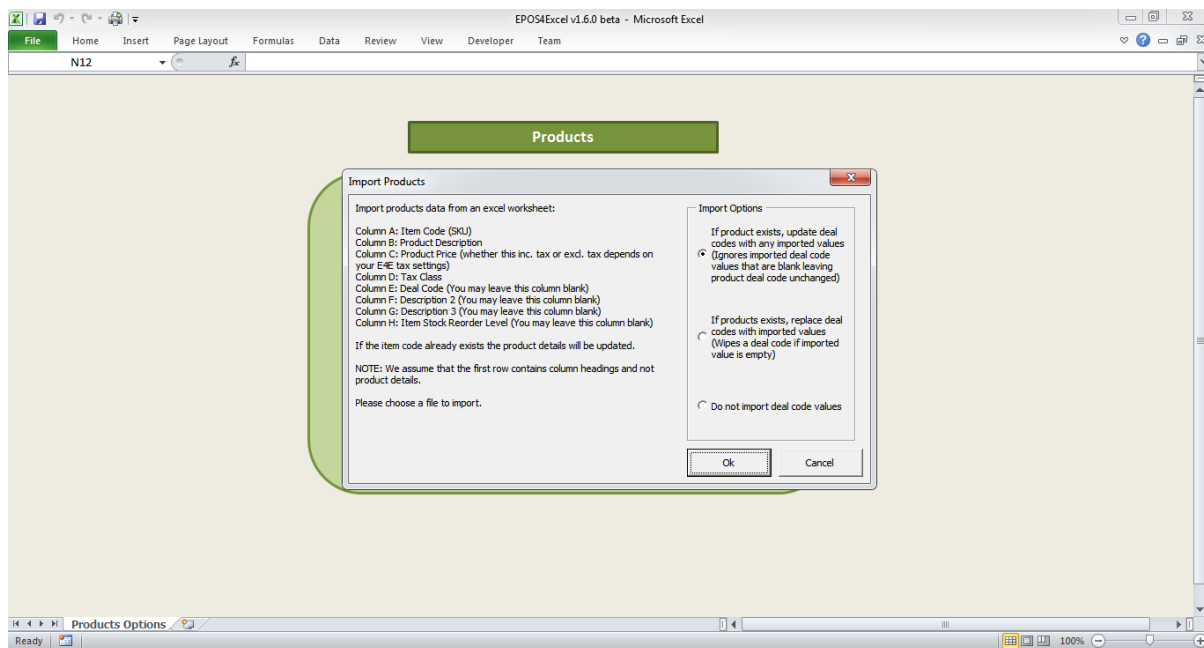 EPOS4Excel v1.6.0 beta - Microsoft Excel
File Home Insert Page Layout Formulas Data Review View Developer Team
N12 fx
Products
Import Products
Import products data from an excel worksheet:
Column A: Item Code (SKU)
Column B: Product Description
Column C: Product Price (whether this inc. tax or excl. tax depends on
your E4E tax settings)
Column D: Tax Class
Column E: Deal Code (You may leave this column blank)
Column F: Description 2 (You may leave this column blank)
Column G: Description 3 (You may leave this column blank)
Column H: Item Stock Reorder Level (You may leave this column blank)
If the item code already exists the product details will be updated.
NOTE: We assume that the first row contains column headings and not
product details.
Please choose a file to import.
Import Options
If product exists, update deal
codes with any imported values
(Ignores imported deal code
values that are blank leaving
product deal code unchanged)
If products exists, replace deal
codes with imported values
(Wipes a deal code if imported
value is empty)
Do not import deal code values
Ok Cancel
Products Options
Ready 100%